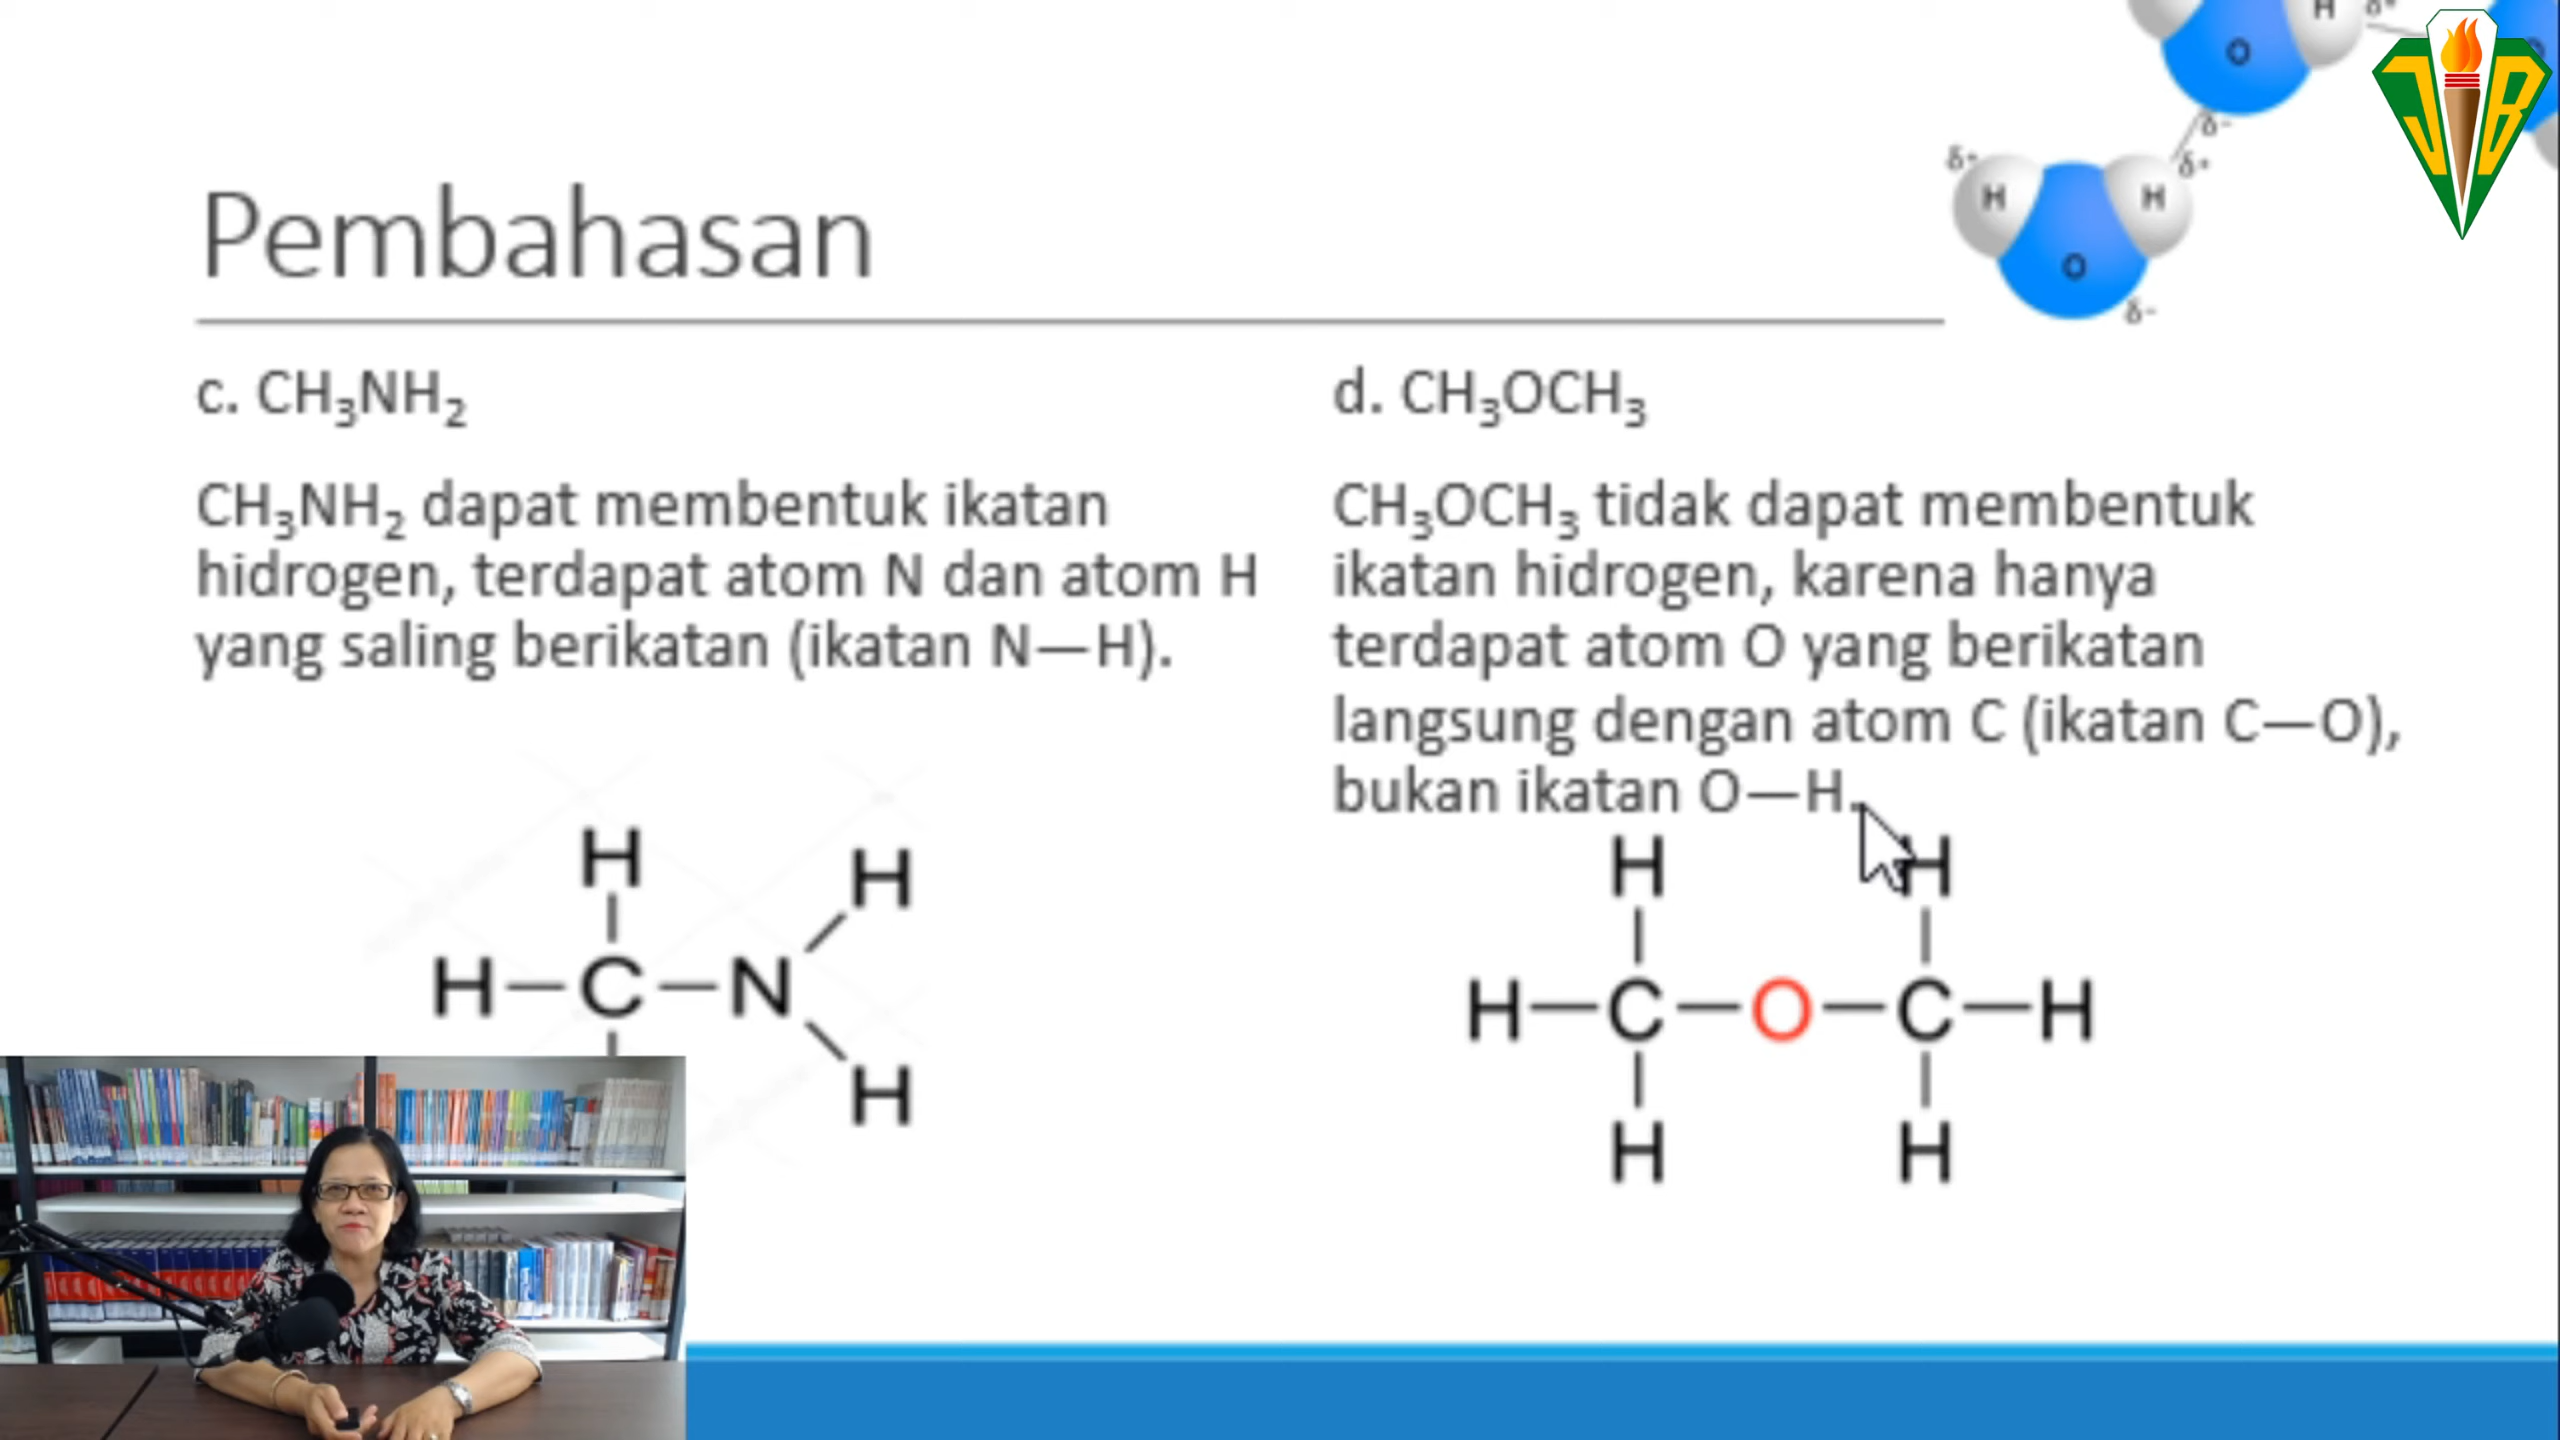 Pembahasan
c. CH₃NH₂
CH₃NH₂ dapat membentuk ikatan
hidrogen, terdapat atom N dan atom H
yang saling berikatan (ikatan N—H).
H
H
H—C—N
H
d. CH₃OCH₃
CH₃OCH₃ tidak dapat membentuk
ikatan hidrogen, karena hanya
terdapat atom O yang berikatan
langsung dengan atom C (ikatan C—O),
bukan ikatan O—H.
H H
H—C—O—C—H
H H
H δ+
O
δ-
δ+ δ+
H H
O
δ-
JB